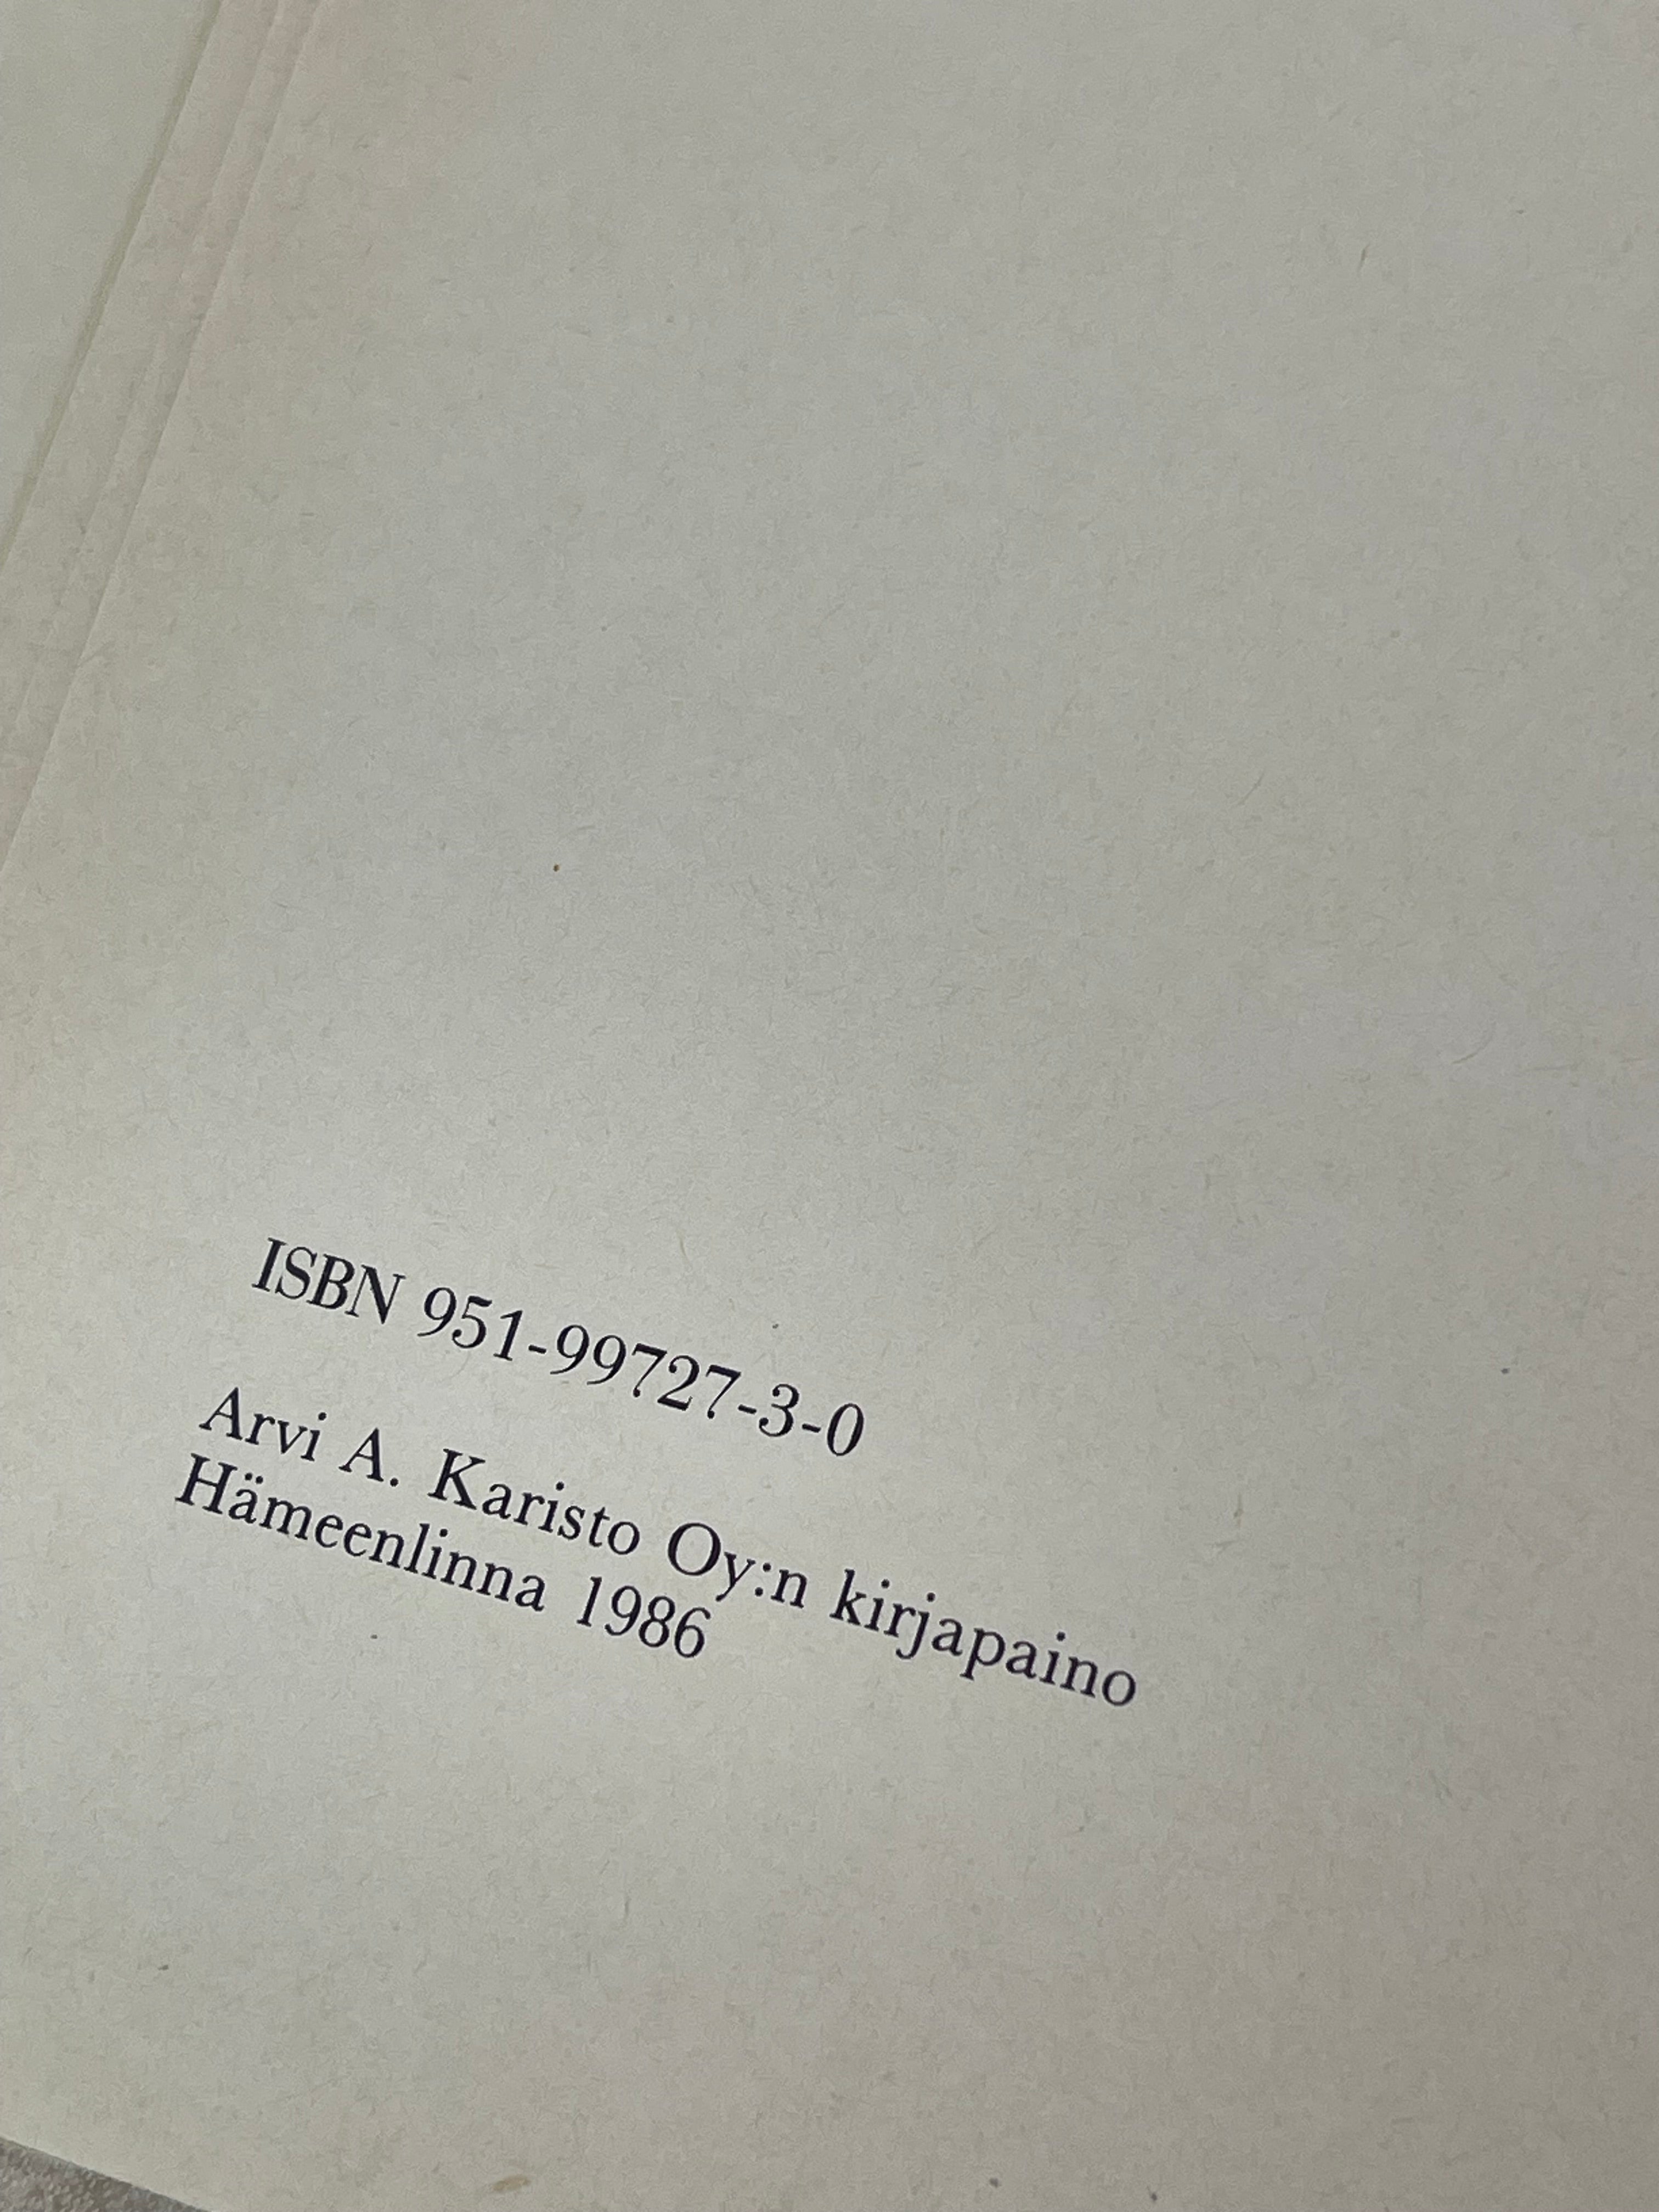 ISBN 951-99727-3-0
Arvi A. Karisto Oy:n kirjapaino
Hämeenlinna 1986